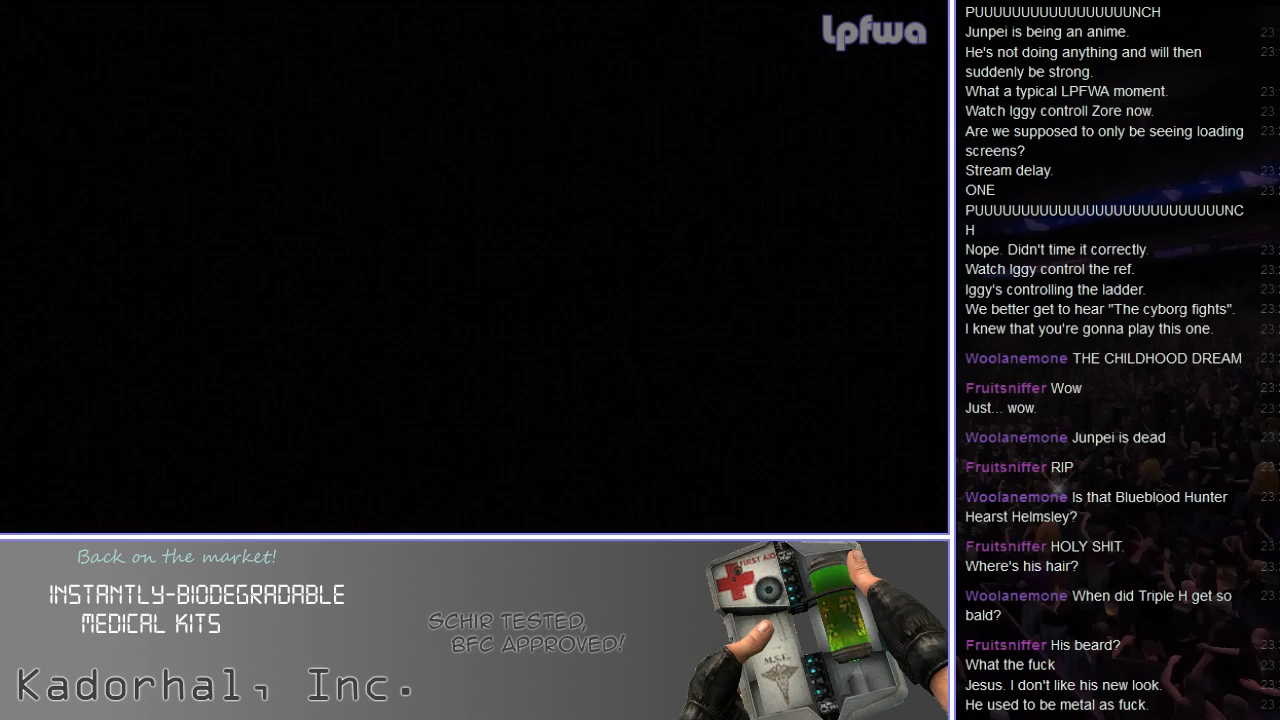 lpfwa
Back on the market!
INSTANTLY-BIODEGRADABLE
MEDICAL KITS
SCHIR TESTED,
BFC APPROVED!
Kadorhal, Inc.
FIRST AID
PUUUUUUUUUUUUUUUUUNCH
Junpei is being an anime.
He's not doing anything and will then
suddenly be strong.
What a typical LPFWA moment.
Watch Iggy controll Zore now.
Are we supposed to only be seeing loading
screens?
Stream delay.
ONE
PUUUUUUUUUUUUUUUUUUUUUUUUUUUNC
H
Nope. Didn't time it correctly.
Watch Iggy control the ref.
Iggy's controlling the ladder.
We better get to hear "The cyborg fights".
I knew that you're gonna play this one.
Woolanemone THE CHILDHOOD DREAM
Fruitsniffer Wow
Just... wow.
Woolanemone Junpei is dead
Fruitsniffer RIP
Woolanemone Is that Blueblood Hunter
Hearst Helmsley?
Fruitsniffer HOLY SHIT.
Where's his hair?
Woolanemone When did Triple H get so
bald?
Fruitsniffer His beard?
What the fuck
Jesus. I don't like his new look.
He used to be metal as fuck.